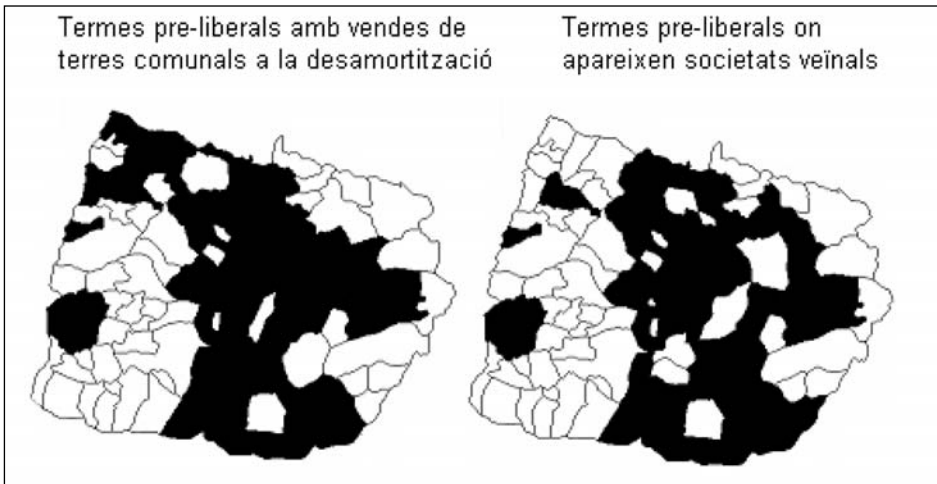 Termes pre-liberals amb vendes de
terres comunals a la desamortització
Termes pre-liberals on
apareixen societats veïnals